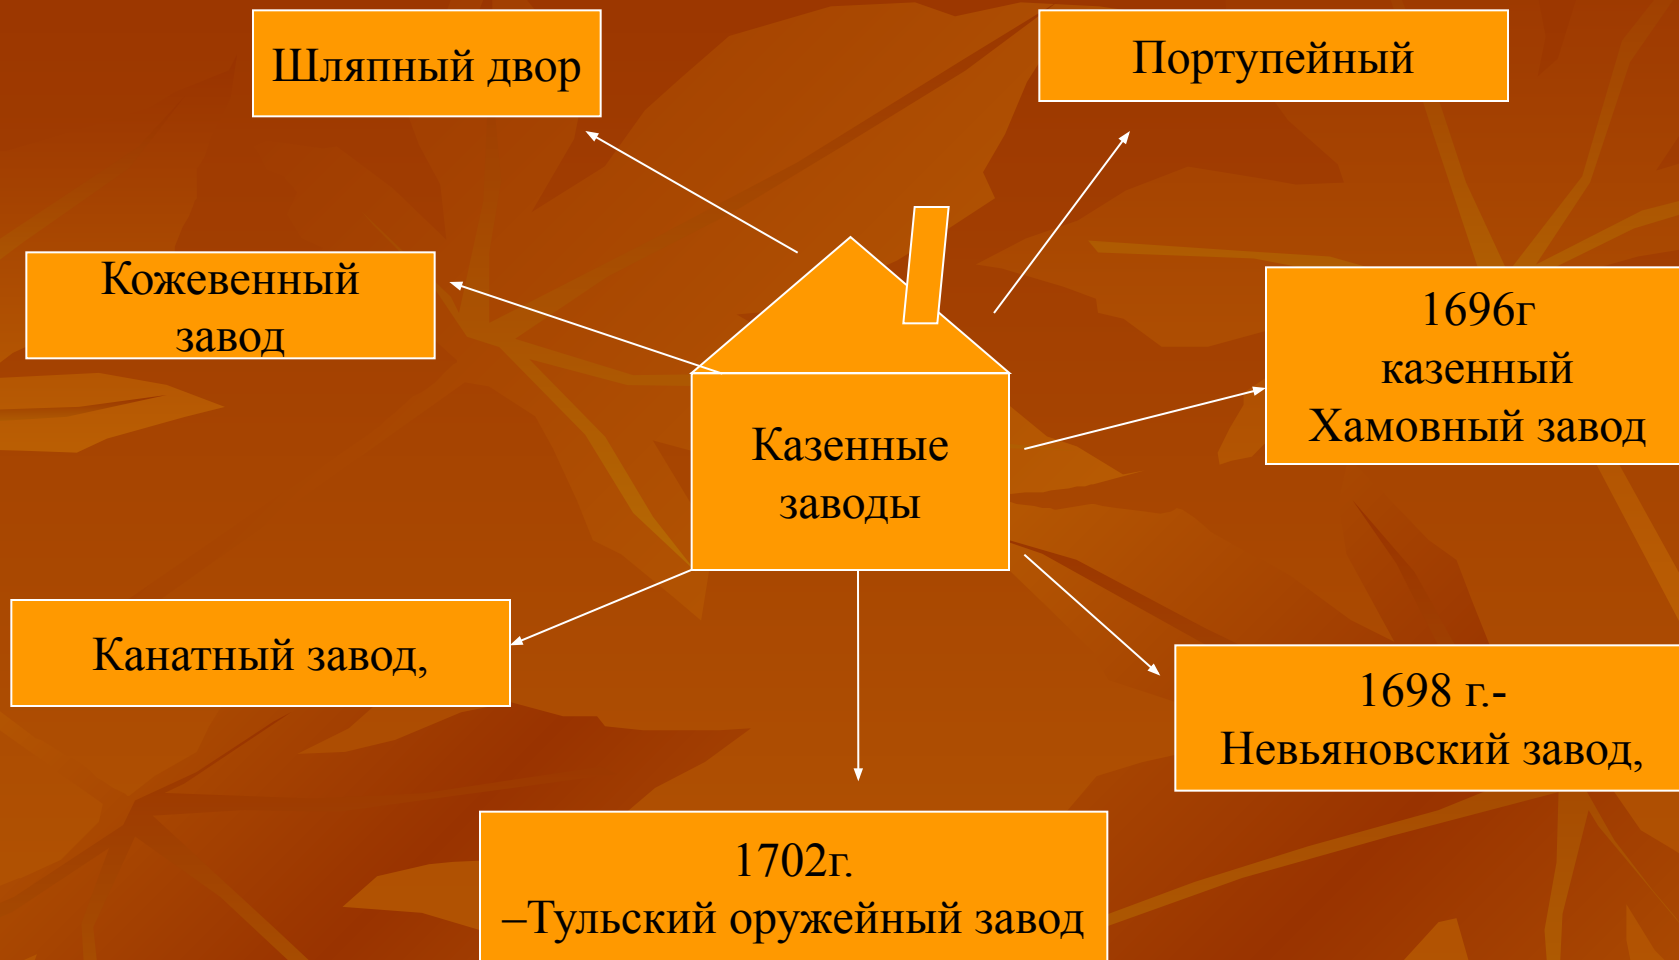 Шляпный двор
Портупейный
Кожевенный
завод
1696г
казенный
Хамовный завод
Казенные
заводы
Канатный завод,
1698 г.-
Невьяновский завод,
1702г.
–Тульский оружейный завод